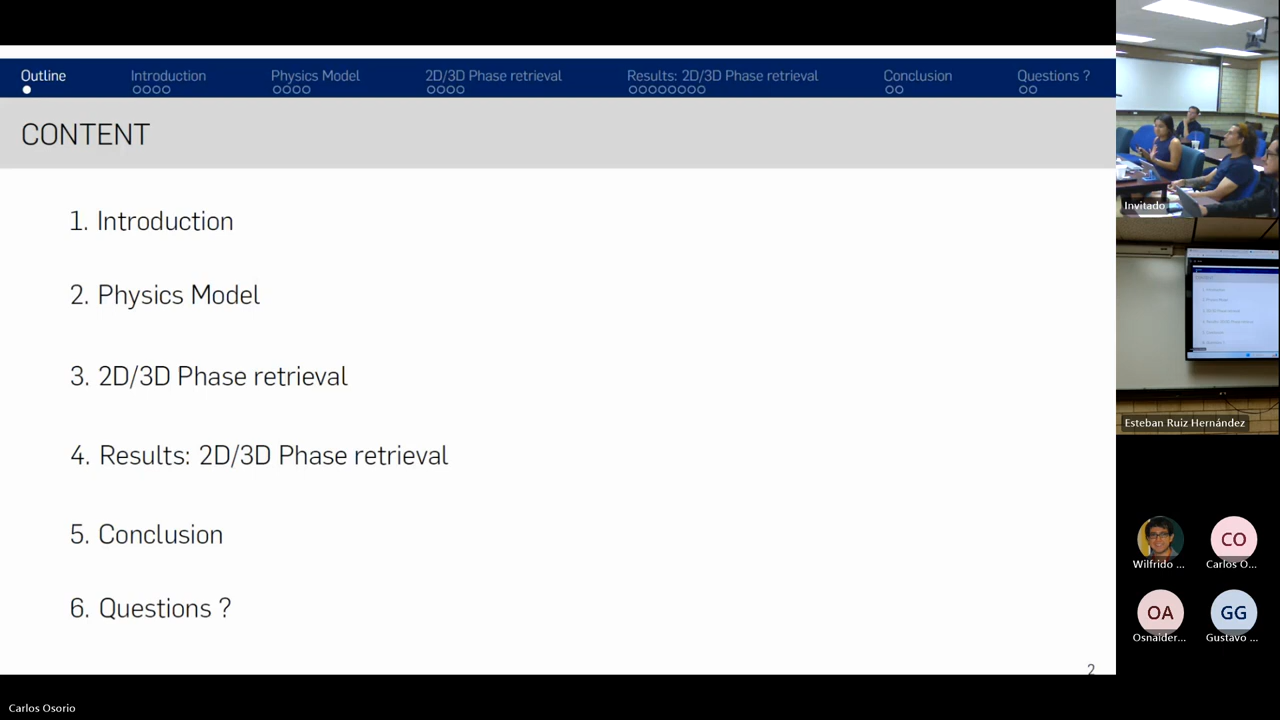 Outline Introduction Physics Model 2D/3D Phase retrieval Results: 2D/3D Phase retrieval Conclusion Questions ?
CONTENT
1. Introduction
2. Physics Model
3. 2D/3D Phase retrieval
4. Results: 2D/3D Phase retrieval
5. Conclusion
6. Questions ?
2
Carlos Osorio
Invitado
Esteban Ruiz Hernández
Wilfrido ...
CO
Carlos O...
OA
Osnaider...
GG
Gustavo ...